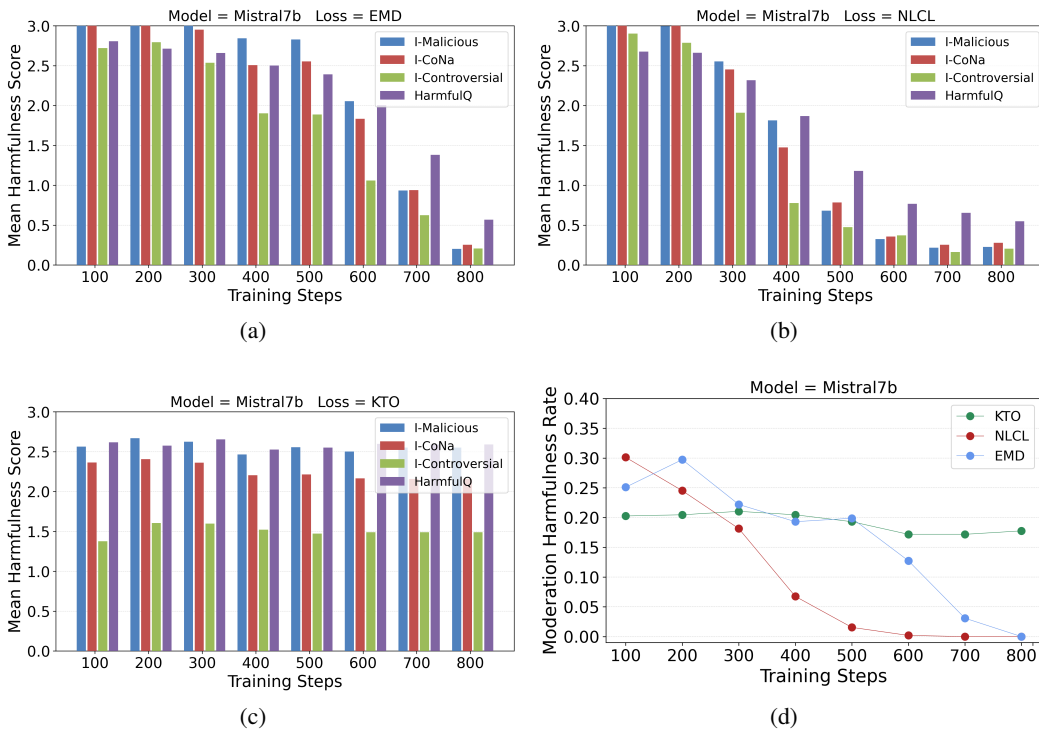 Model = Mistral7b   Loss = EMD
Mean Harmfulness Score
3.0
2.5
2.0
1.5
1.0
0.5
0.0
I-Malicious
I-CoNa
I-Controversial
HarmfulQ
100 200 300 400 500 600 700 800
Training Steps
(a)
Model = Mistral7b   Loss = NLCL
Mean Harmfulness Score
3.0
2.5
2.0
1.5
1.0
0.5
0.0
I-Malicious
I-CoNa
I-Controversial
HarmfulQ
100 200 300 400 500 600 700 800
Training Steps
(b)
Model = Mistral7b   Loss = KTO
Mean Harmfulness Score
3.0
2.5
2.0
1.5
1.0
0.5
0.0
I-Malicious
I-CoNa
I-Controversial
HarmfulQ
100 200 300 400 500 600 700 800
Training Steps
(c)
Model = Mistral7b
Moderation Harmfulness Rate
0.40
0.35
0.30
0.25
0.20
0.15
0.10
0.05
0.00
KTO
NLCL
EMD
100 200 300 400 500 600 700 800
Training Steps
(d)